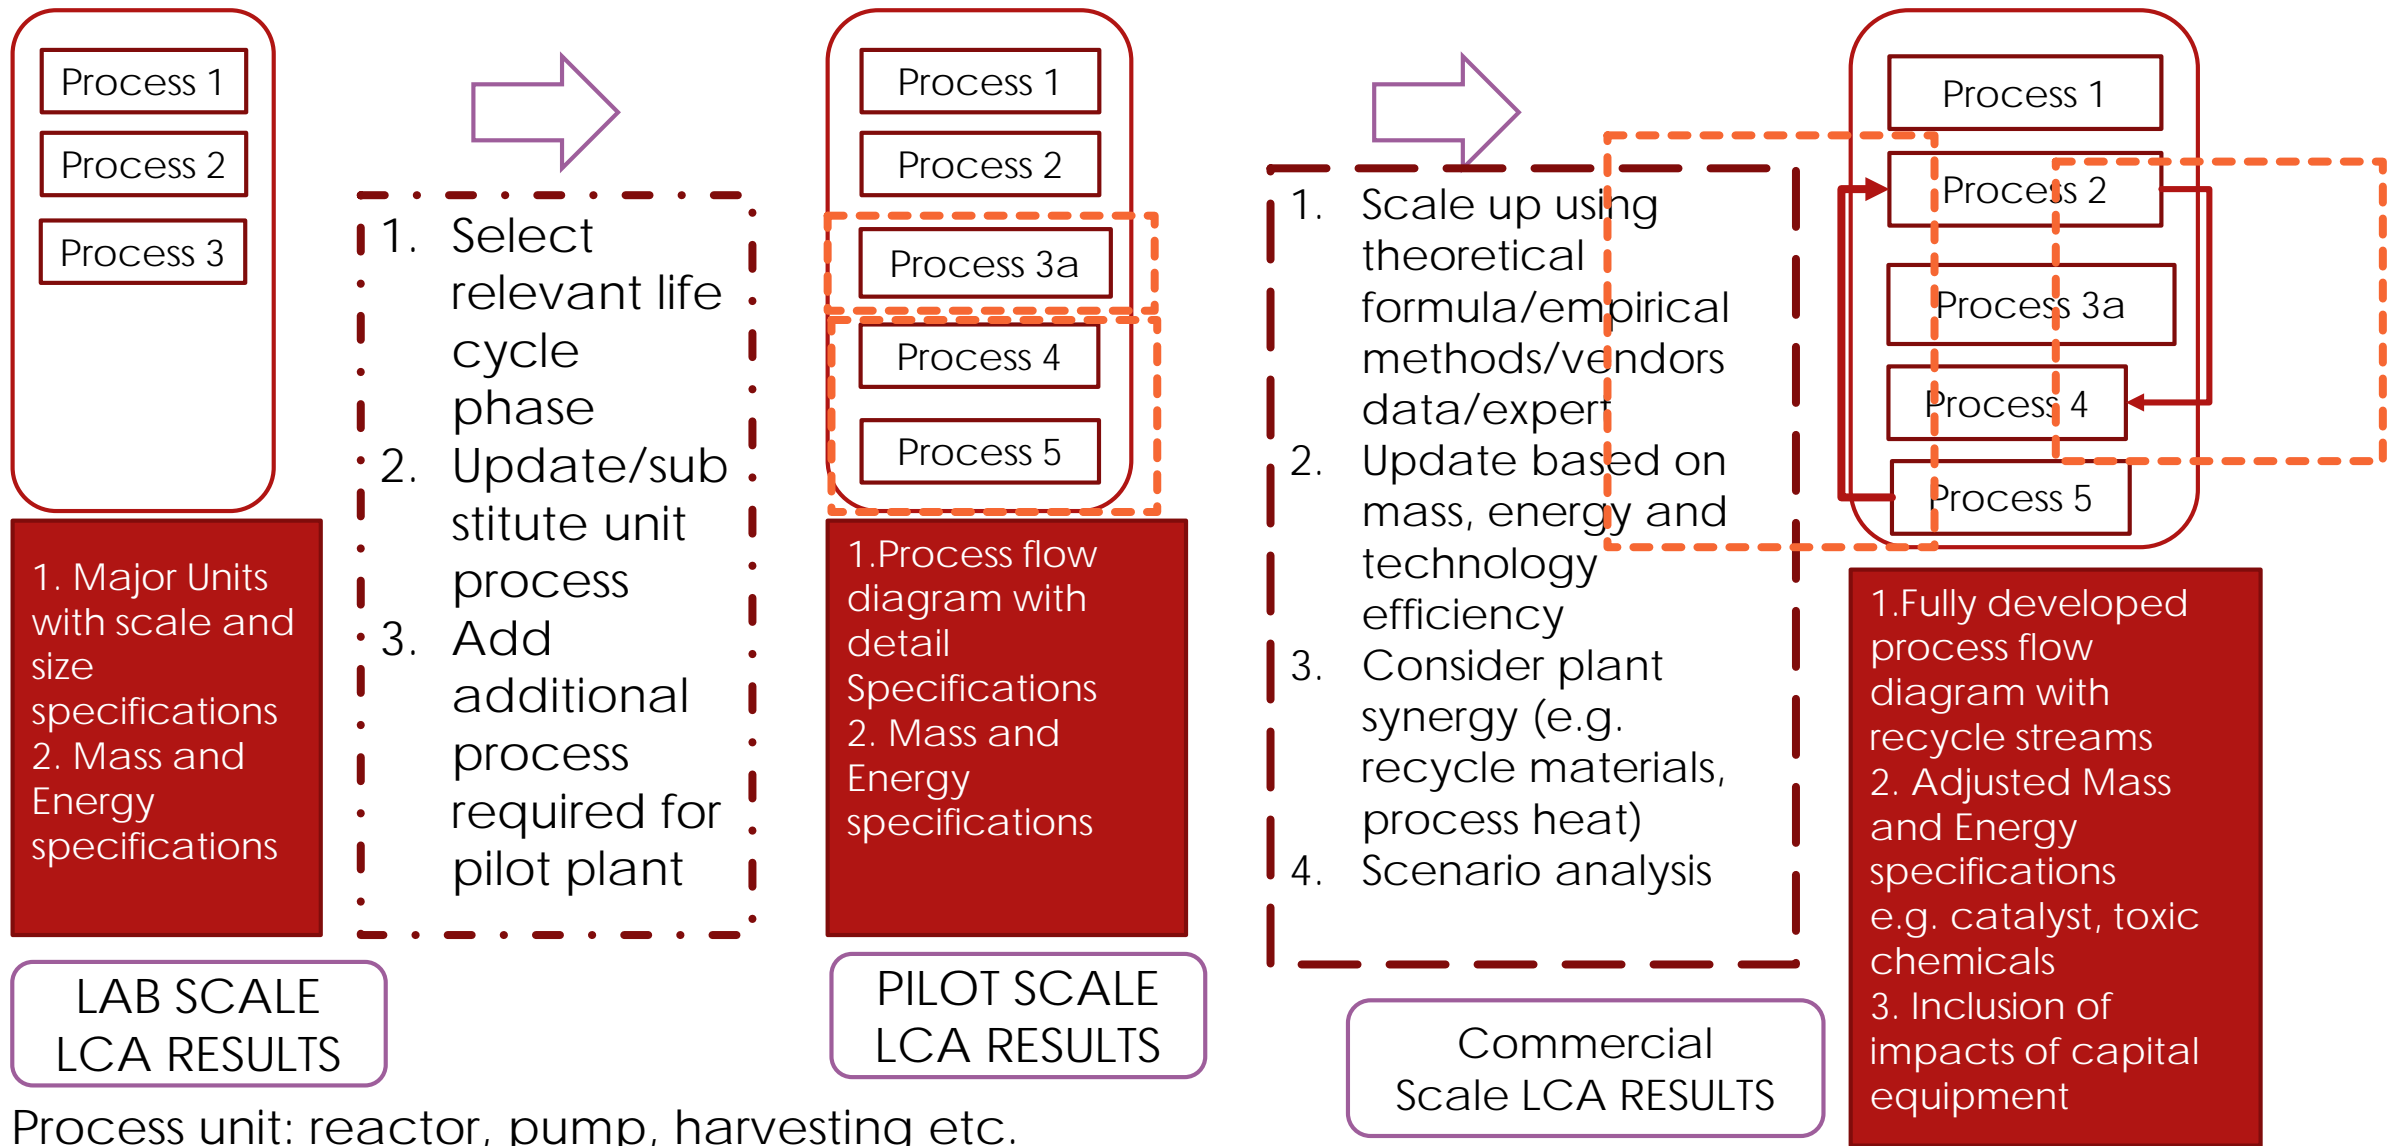 Process 1
Process 2
Process 3
1. Major Units
with scale and
size
specifications
2. Mass and
Energy
specifications
LAB SCALE
LCA RESULTS
1. Select
relevant life
cycle
phase
2. Update/sub
stitute unit
process
3. Add
additional
process
required for
pilot plant
Process 1
Process 2
Process 3a
Process 4
Process 5
1.Process flow
diagram with
detail
Specifications
2. Mass and
Energy
specifications
PILOT SCALE
LCA RESULTS
1. Scale up using
theoretical
formula/empirical
methods/vendors
data/expert
2. Update based on
mass, energy and
technology
efficiency
3. Consider plant
synergy (e.g.
recycle materials,
process heat)
4. Scenario analysis
Commercial
Scale LCA RESULTS
Process 1
Process 2
Process 3a
Process 4
Process 5
1.Fully developed
process flow
diagram with
recycle streams
2. Adjusted Mass
and Energy
specifications
e.g. catalyst, toxic
chemicals
3. Inclusion of
impacts of capital
equipment
Process unit: reactor, pump, harvesting etc.